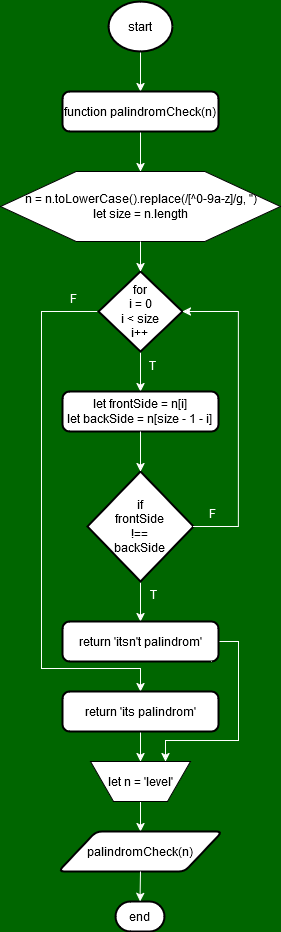 start
function palindromCheck(n)
n = n.toLowerCase().replace(/[^0-9a-z]/g, '')
let size = n.length
for
i = 0
i < size
i++
F
T
let frontSide = n[i]
let backSide = n[size - 1 - i]
if
frontSide
!==
backSide
F
T
return 'itsn't palindrom'
return 'its palindrom'
let n = 'level'
palindromCheck(n)
end